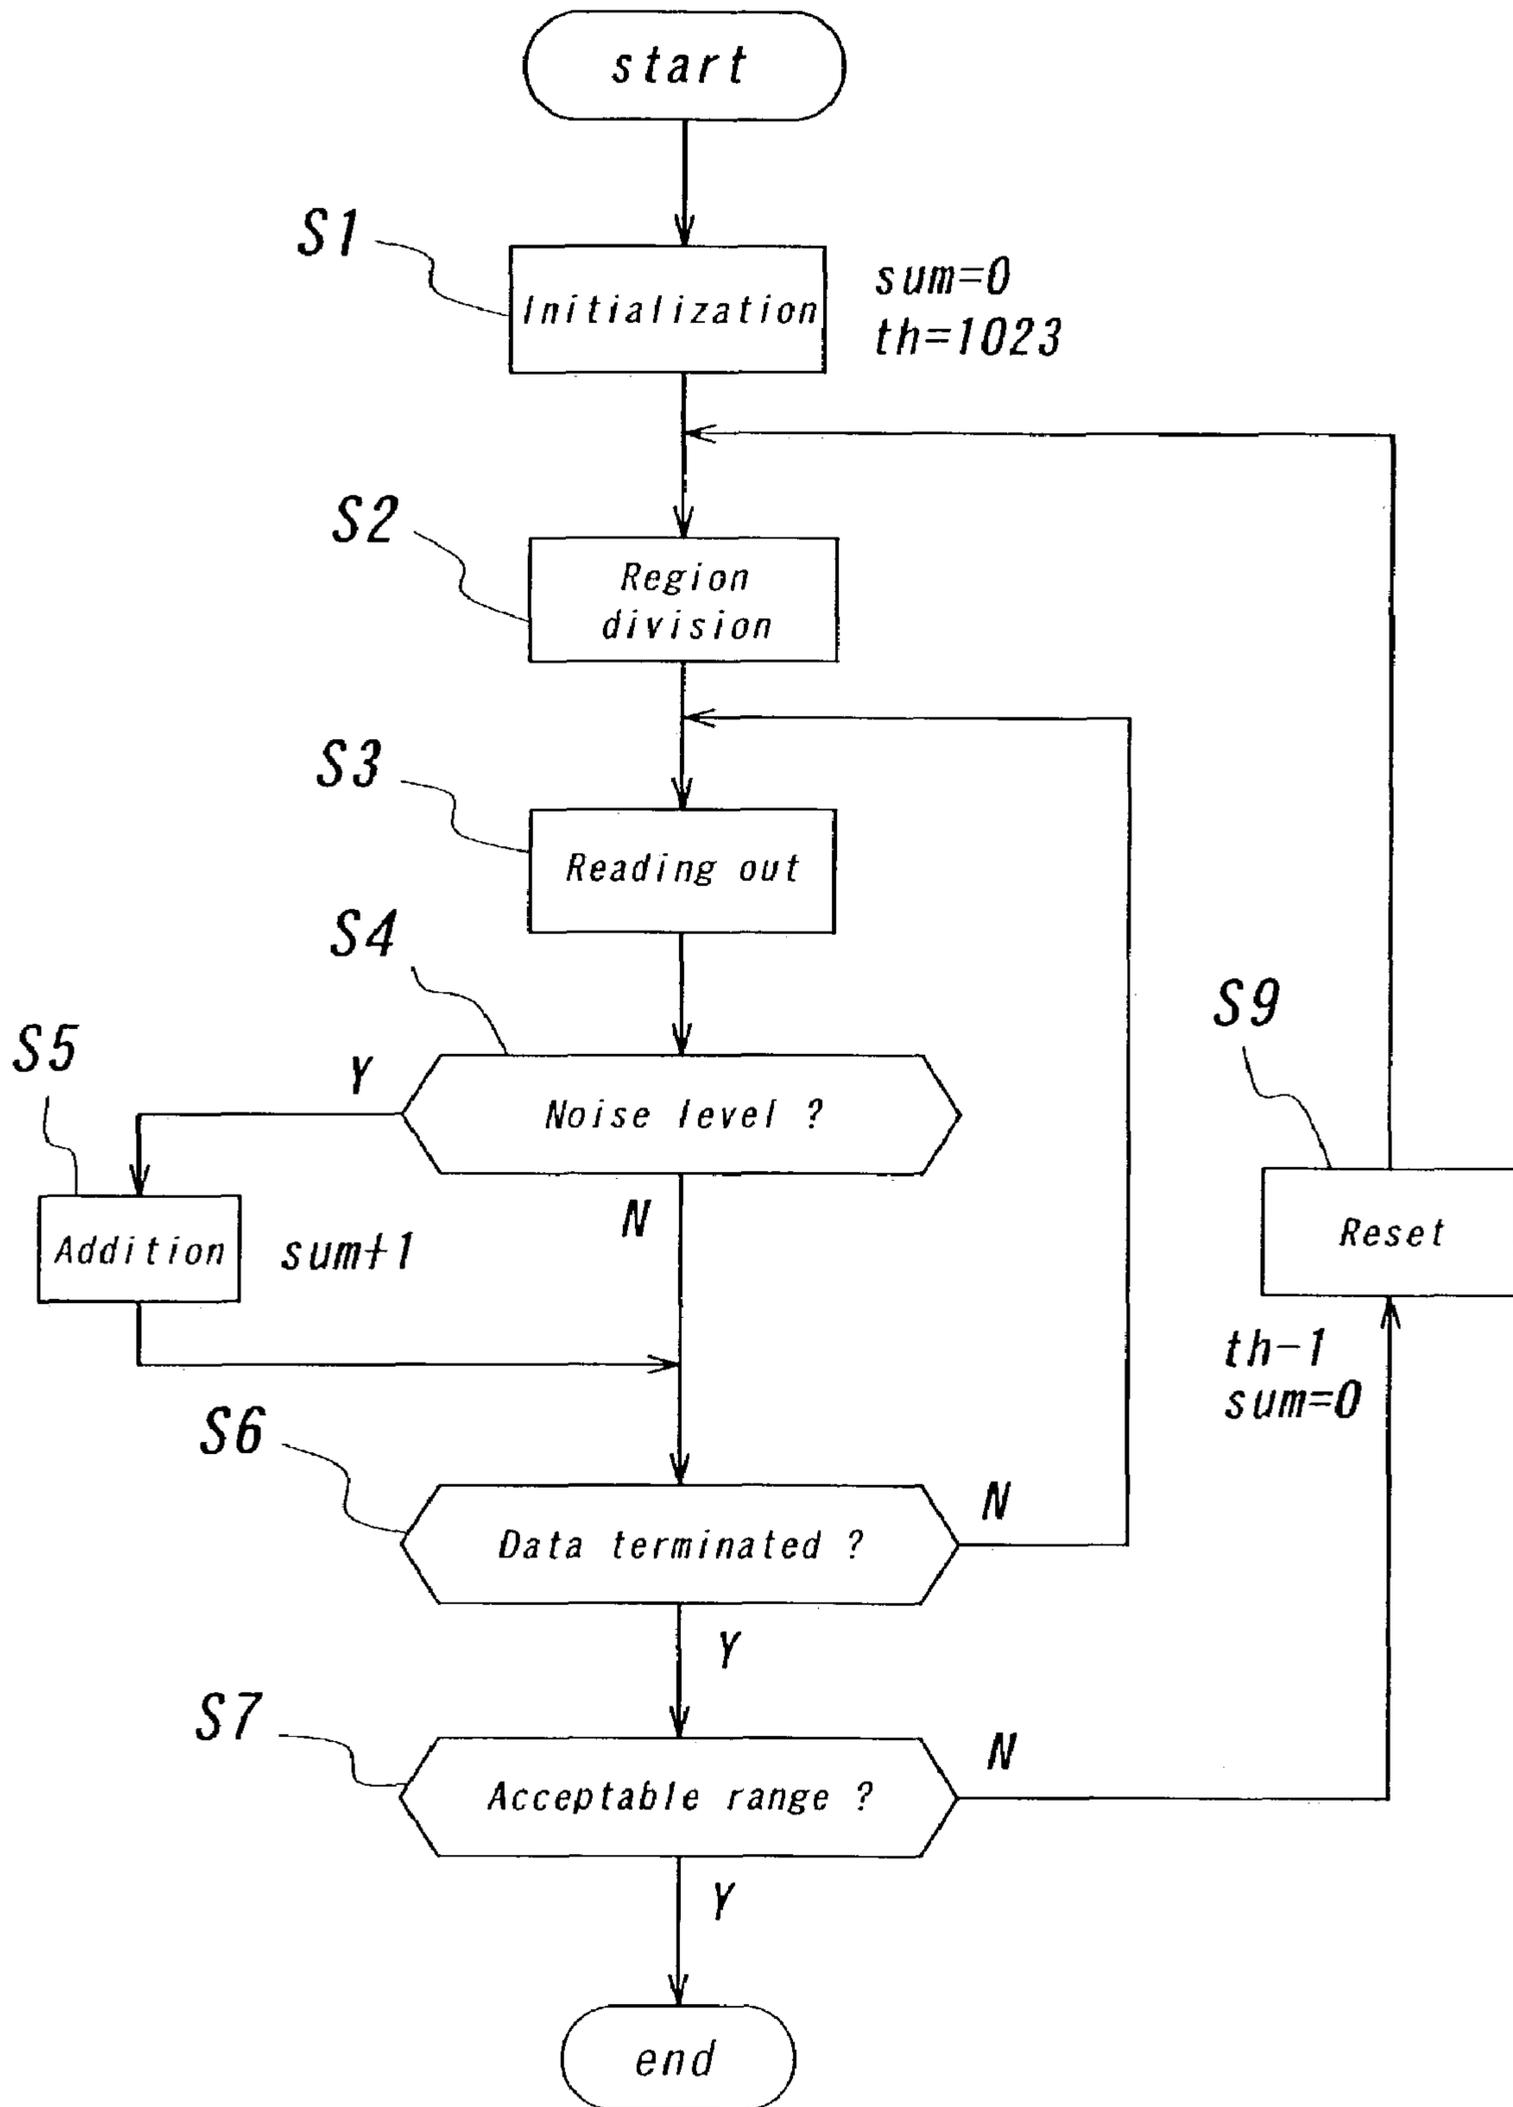 start
S1
Initialization
sum=0
th=1023
S2
Region
division
S3
Reading out
S4
Noise level ?
Y
N
S5
Addition
sum+1
S9
Reset
th-1
sum=0
S6
Data terminated ?
N
Y
S7
Acceptable range ?
N
Y
end